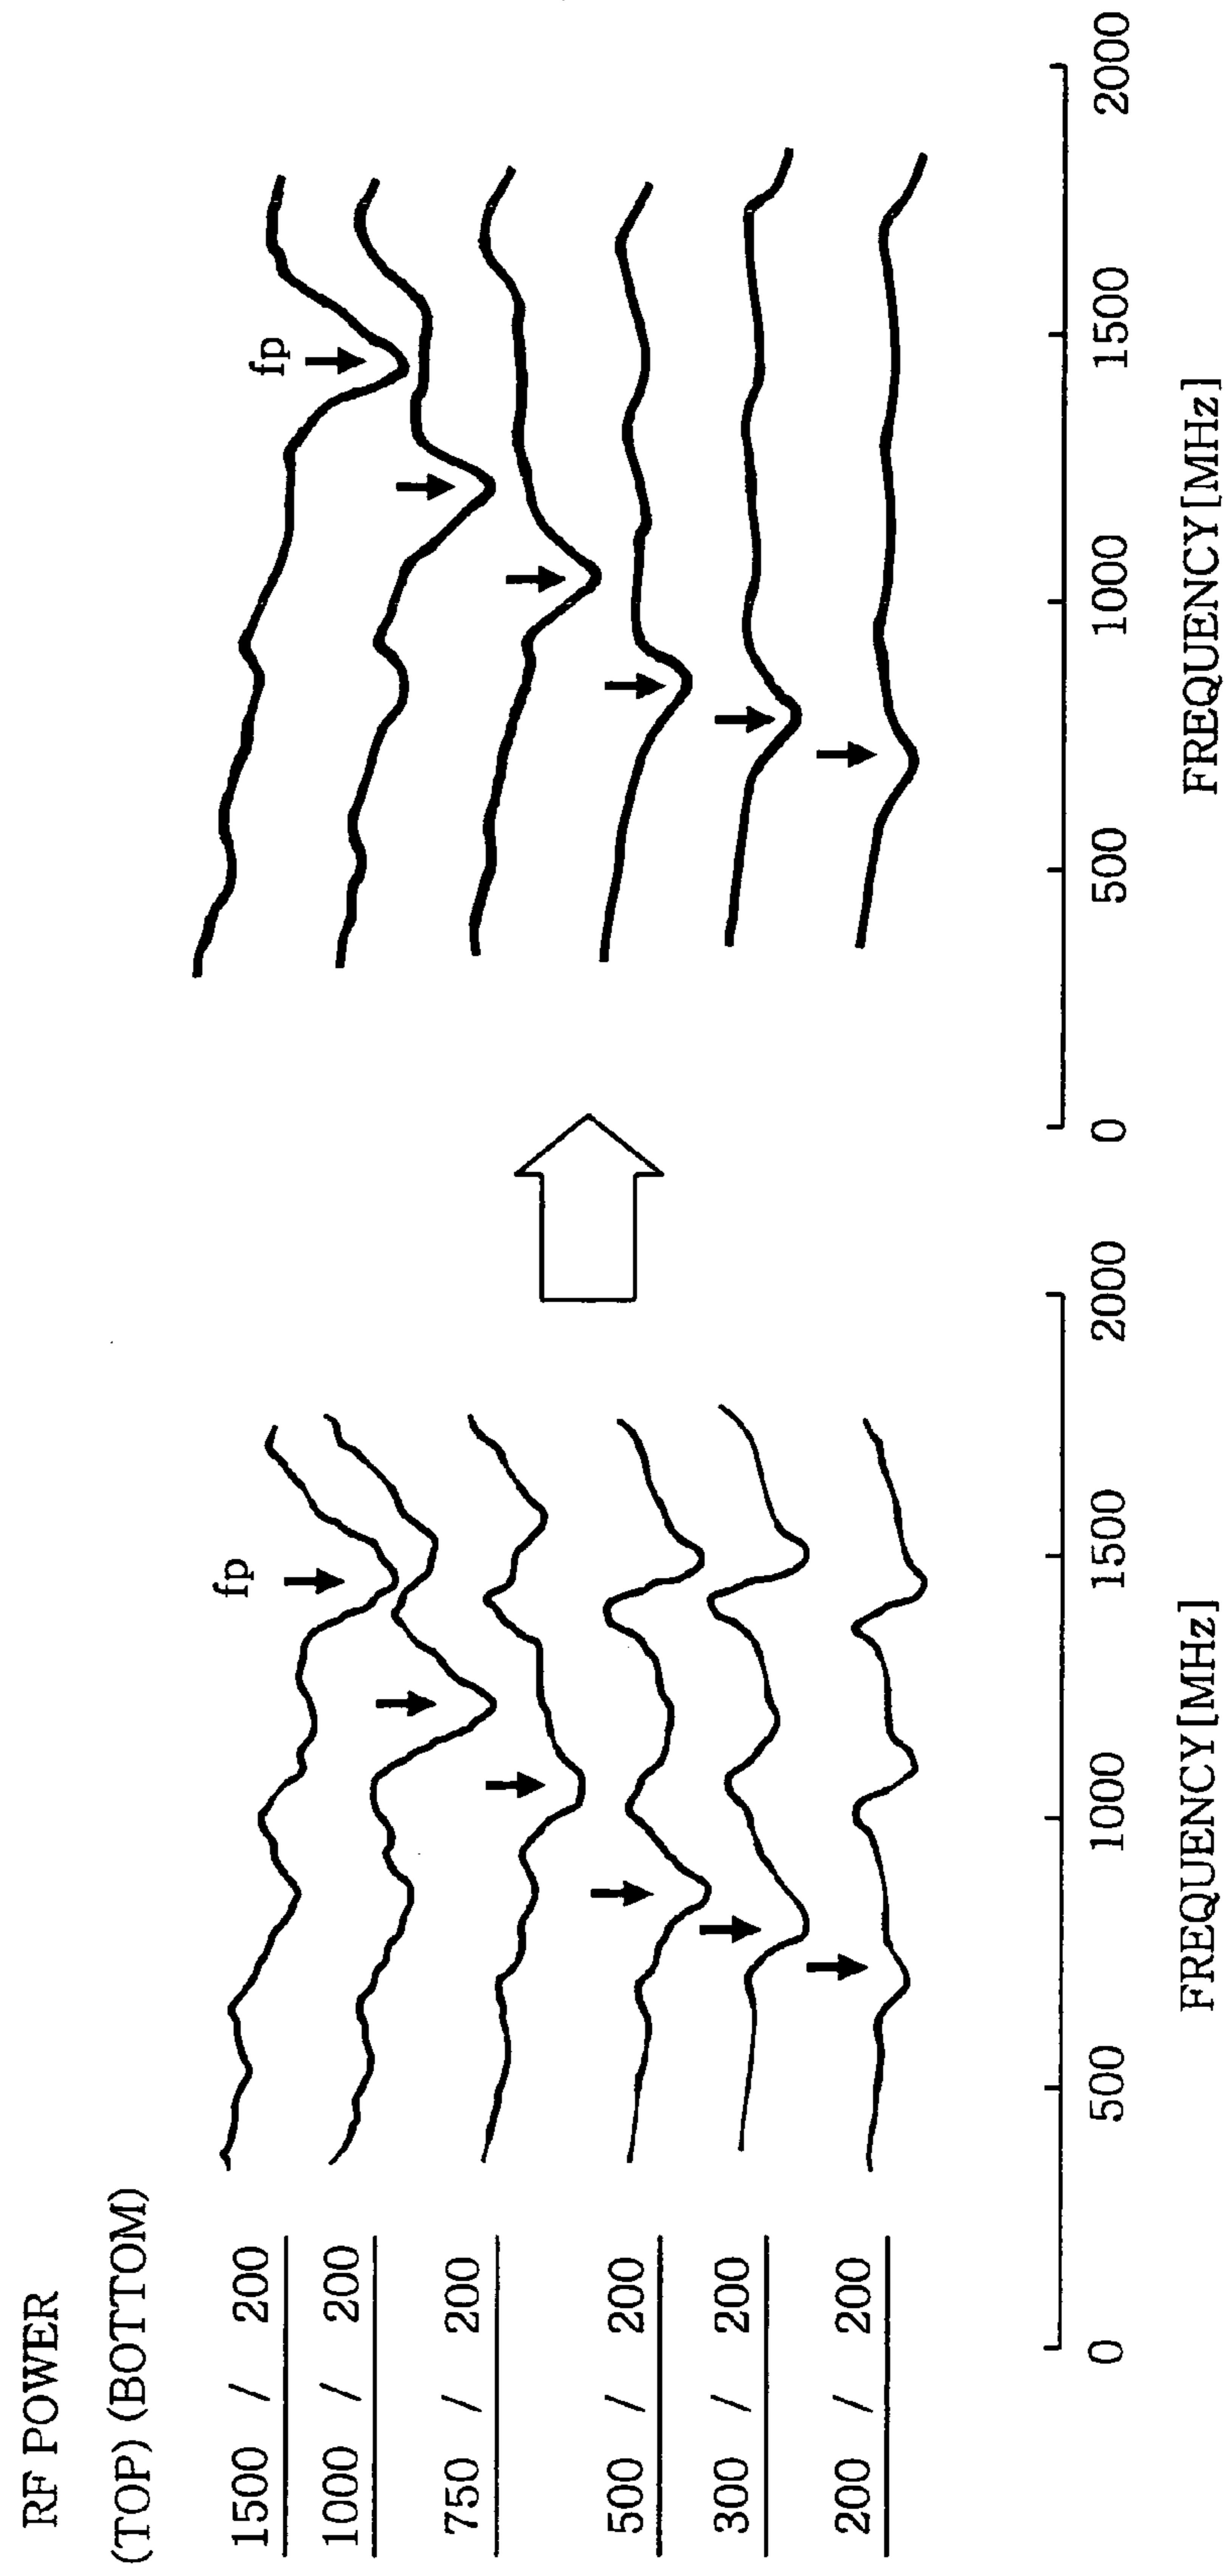 RF POWER
(TOP) (BOTTOM)
1500 / 200
1000 / 200
750 / 200
500 / 200
300 / 200
200 / 200
fp
0 500 1000 1500 2000
FREQUENCY[MHz]
fp
0 500 1000 1500 2000
FREQUENCY[MHz]